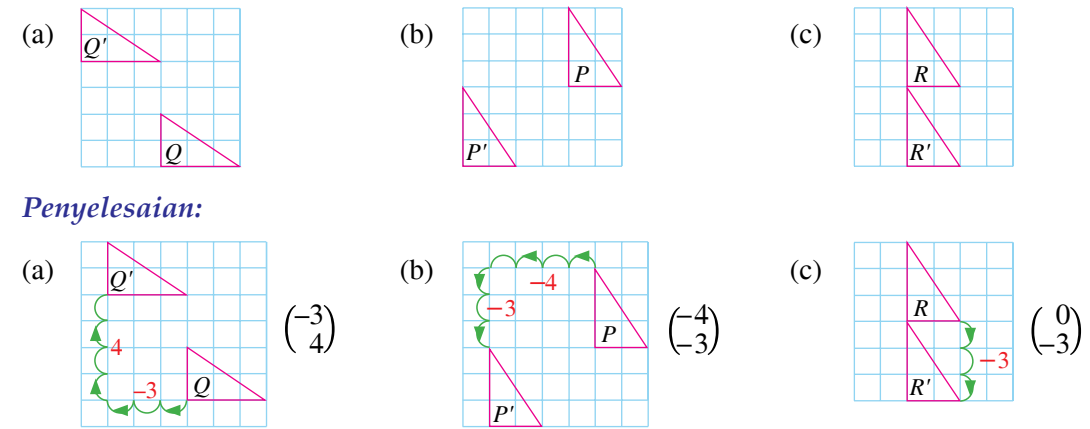 (a) Q' Q (b) P P' (c) R R'
Penyelesaian:
(a) Q' 4 –3 Q (–3 4) (b) –4 –3 P P' (–4 –3) (c) R –3 R' (0 –3)